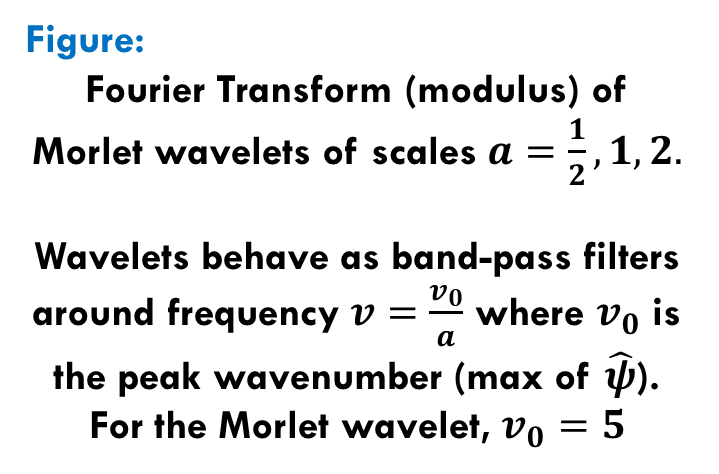 Figure:
Fourier Transform (modulus) of
Morlet wavelets of scales a = 1/2, 1, 2.
Wavelets behave as band-pass filters
around frequency v = v₀/a where v₀ is
the peak wavenumber (max of ψ̂).
For the Morlet wavelet, v₀ = 5